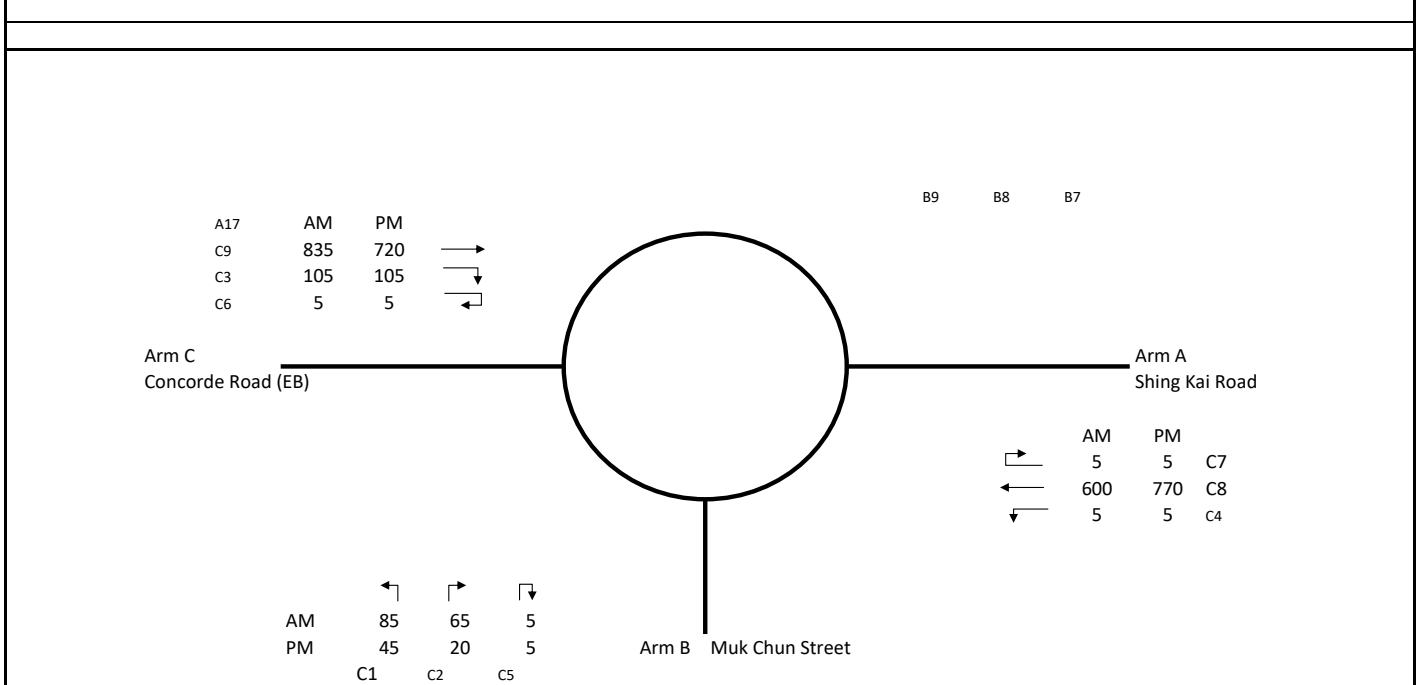 B9 B8 B7
A17 AM PM
C9 835 720
C3 105 105
C6 5 5
Arm C
Concorde Road (EB)
Arm A
Shing Kai Road
AM PM
5 5 C7
600 770 C8
5 5 C4
AM 85 65 5
PM 45 20 5
C1 C2 C5
Arm B Muk Chun Street